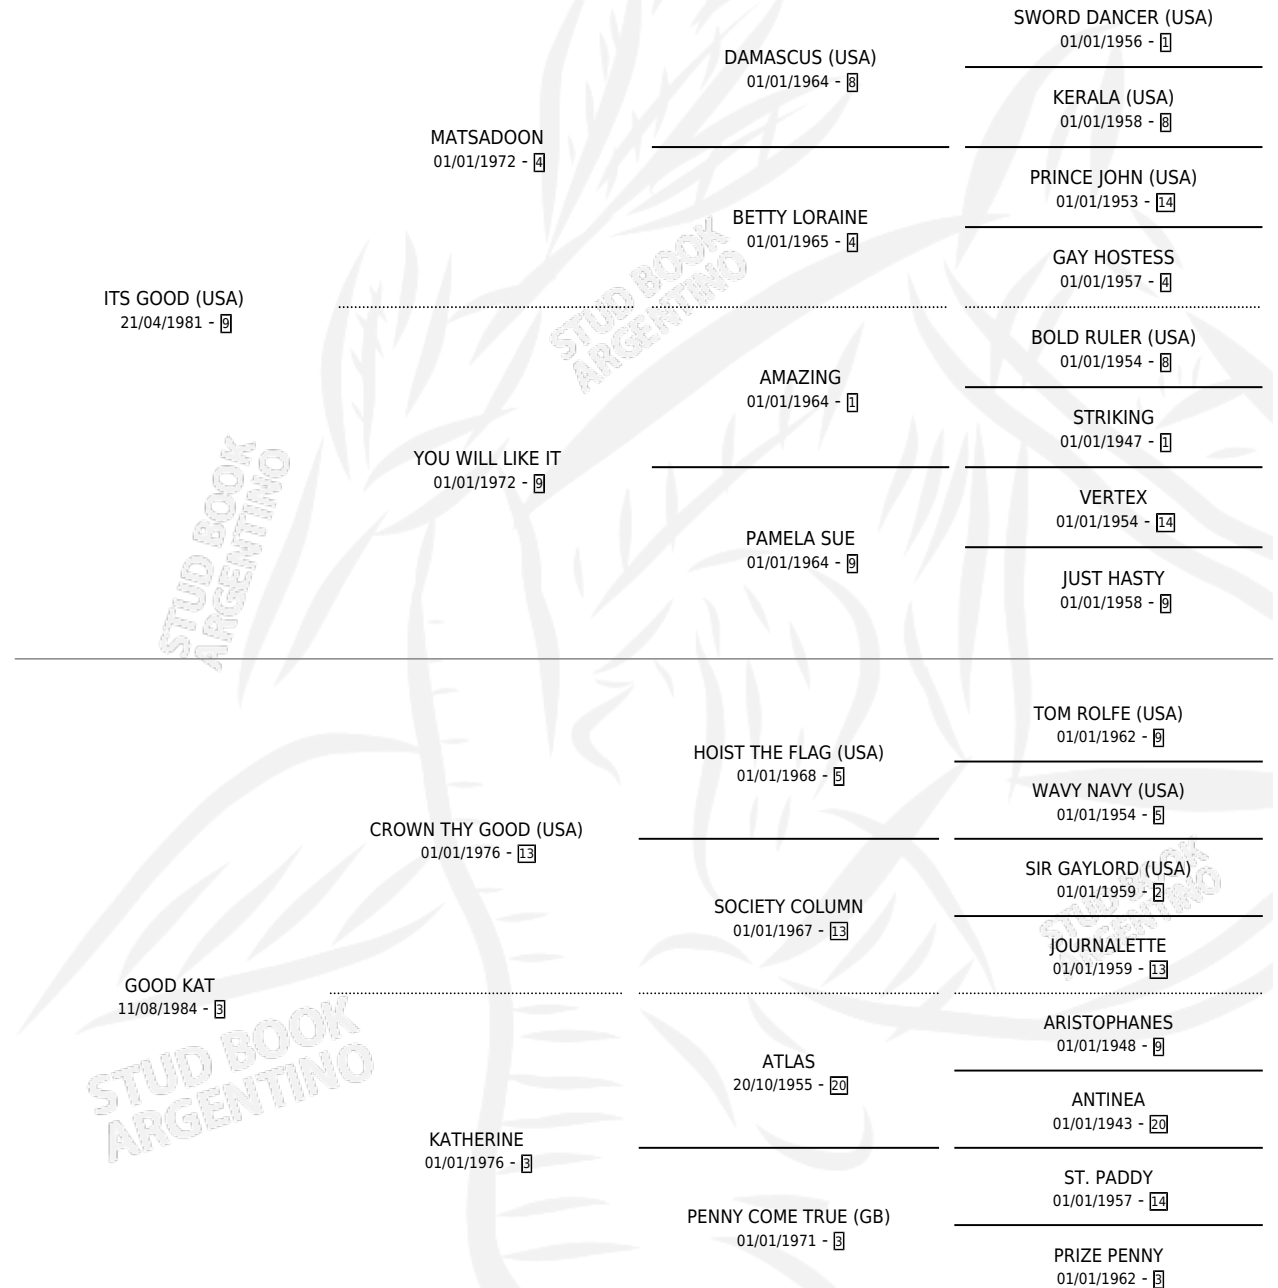 SWORD DANCER (USA)
01/01/1956 - 1
DAMASCUS (USA)
01/01/1964 - 8
KERALA (USA)
01/01/1958 - 8
MATSADOON
01/01/1972 - 4
PRINCE JOHN (USA)
01/01/1953 - 14
BETTY LORAINE
01/01/1965 - 4
GAY HOSTESS
01/01/1957 - 4
ITS GOOD (USA)
21/04/1981 - 9
STUD BOOK
ARGENTINO
BOLD RULER (USA)
01/01/1954 - 8
AMAZING
01/01/1964 - 1
STRIKING
01/01/1947 - 1
YOU WILL LIKE IT
01/01/1972 - 9
VERTEX
01/01/1954 - 14
PAMELA SUE
01/01/1964 - 9
JUST HASTY
01/01/1958 - 9
STUD BOOK
ARGENTINO
TOM ROLFE (USA)
01/01/1962 - 9
HOIST THE FLAG (USA)
01/01/1968 - 5
WAVY NAVY (USA)
01/01/1954 - 5
CROWN THY GOOD (USA)
01/01/1976 - 13
SIR GAYLORD (USA)
01/01/1959 - 2
SOCIETY COLUMN
01/01/1967 - 13
JOURNALETTE
01/01/1959 - 13
STUD BOOK
ARGENTINO
GOOD KAT
11/08/1984 - 3
ARISTOPHANES
01/01/1948 - 9
ATLAS
20/10/1955 - 20
ANTINEA
01/01/1943 - 20
STUD BOOK
ARGENTINO
KATHERINE
01/01/1976 - 3
ST. PADDY
01/01/1957 - 14
PENNY COME TRUE (GB)
01/01/1971 - 3
PRIZE PENNY
01/01/1962 - 3